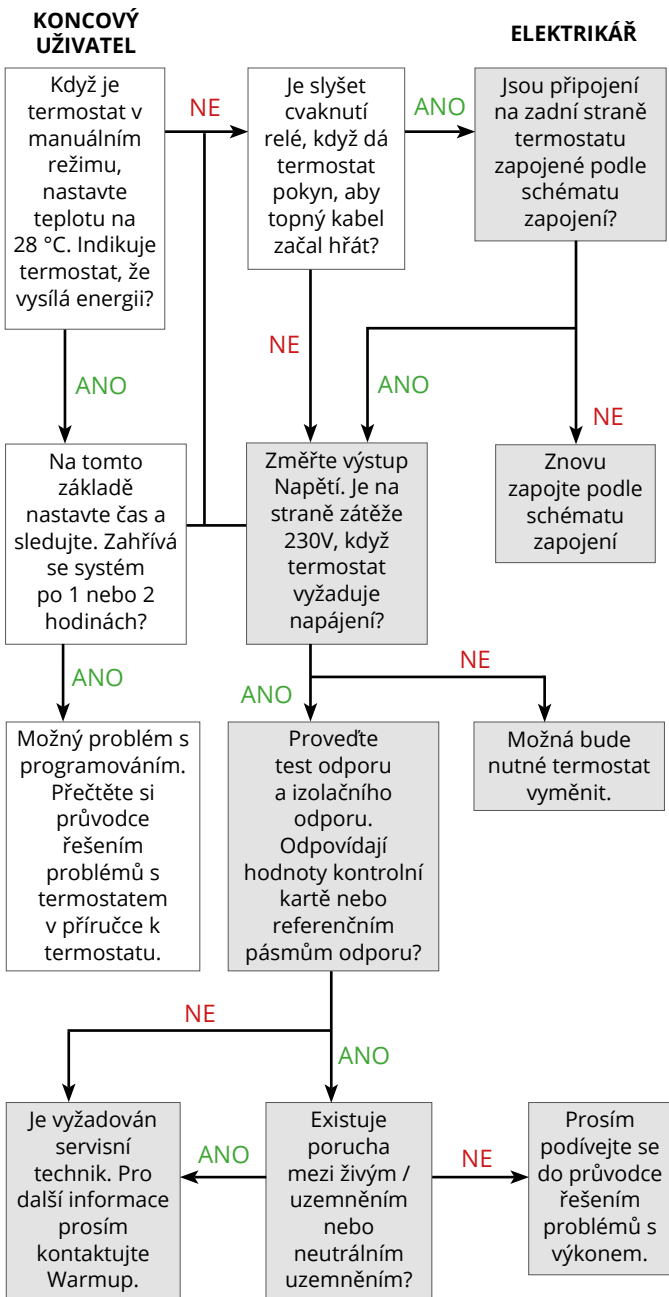 KONCOVÝ
UŽIVATEL
ELEKTRIKÁŘ
Když je
termostat v
manuálním
režimu,
nastavte
teplotu na
28 °C. Indikuje
termostat, že
vysílá energii?
NE
Je slyšet
cvaknutí
relé, když dá
termostat
pokyn, aby
topný kabel
začal hřát?
ANO
Jsou připojení
na zadní straně
termostatu
zapojené podle
schématu
zapojení?
ANO
NE
ANO
NE
Na tomto
základě
nastavte čas a
sledujte. Zahřívá
se systém
po 1 nebo 2
hodinách?
Změřte výstup
Napětí. Je na
straně zátěže
230V, když
termostat
vyžaduje
napájení?
Znovu
zapojte podle
schématu
zapojení
ANO
ANO
NE
Možný problém s
programováním.
Přečtěte si
průvodce
řešením
problémů s
termostatem
v příručce k
termostatu.
Proveďte
test odporu
a izolačního
odporu.
Odpovídají
hodnoty kontrolní
kartě nebo
referenčním
pásmům odporu?
Možná bude
nutné termostat
vyměnit.
NE
ANO
Je vyžadován
servisní
technik. Pro
další informace
prosím
kontaktujte
Warmup.
ANO
Existuje
porucha
mezi živým /
uzemněním
nebo
neutrálním
uzemněním?
NE
Prosím
podívejte se
do průvodce
řešením
problémů s
výkonem.